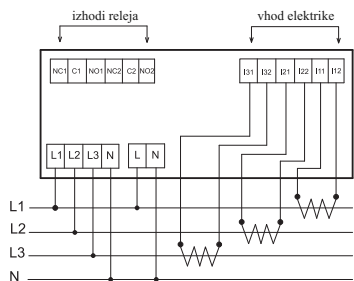 izhodi releja vhod elektrike
NC1 C1 NO1 NC2 C2 NO2 I31 I32 I21 I22 I11 I12
L1 L2 L3 N L N
L1
L2
L3
N